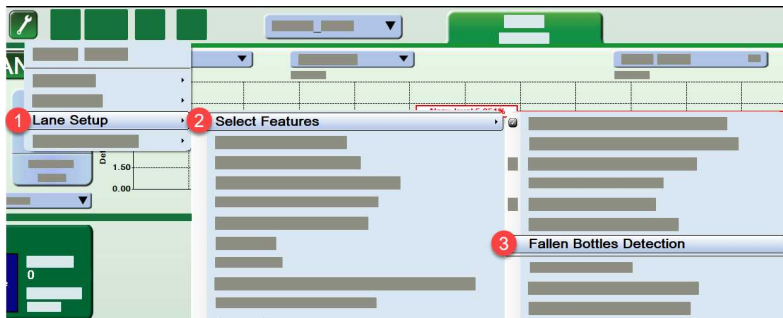 1 Lane Setup
2 Select Features
3 Fallen Bottles Detection
1.50
0.00
0